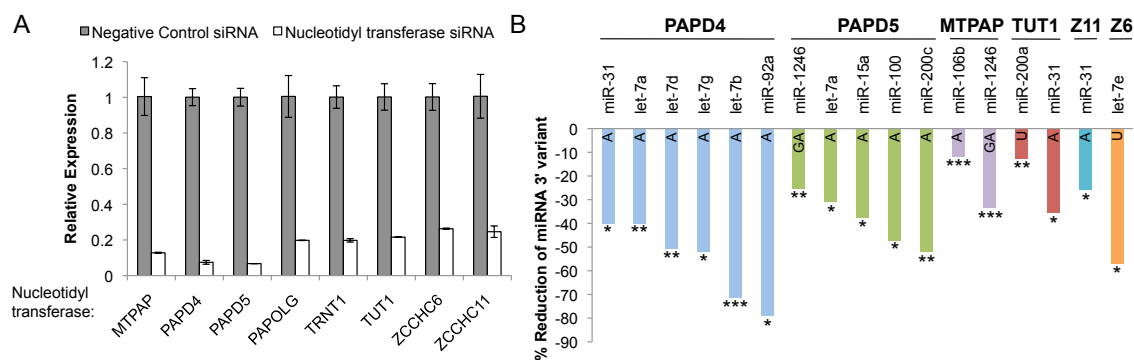 A
Negative Control siRNA
Nucleotidyl transferase siRNA
Relative Expression
1.2
1
0.8
0.6
0.4
0.2
0
Nucleotidyl
transferase:
MTPAP
PAPD4
PAPD5
PAPOLG
TRNT1
TUT1
ZCCHC6
ZCCHC11
B
PAPD4 PAPD5 MTPAP TUT1 Z11 Z6
miR-31
let-7a
let-7d
let-7g
let-7b
miR-92a
miR-1246
let-7a
miR-15a
miR-100
miR-200c
miR-106b
miR-1246
miR-200a
miR-31
miR-31
let-7e
% Reduction of miRNA 3' variant
0
-10
-20
-30
-40
-50
-60
-70
-80
-90
A A A A A A GA A A A A A GA U A A U
* ** ** * *** * ** * * * ** *** *** ** * * *